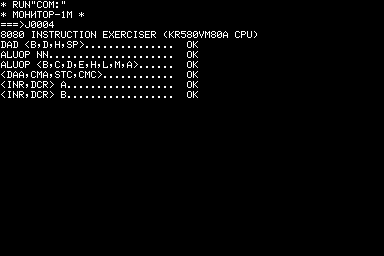 * RUN"COM:"
* МОНИТОР-1М *
===>J0004
8080 INSTRUCTION EXERCISER (KR580VM80A CPU)
DAD <B,D,H,SP>............... OK
ALUOP NN..................... OK
ALUOP <B,C,D,E,H,L,M,A>...... OK
<DAA,CMA,STC,CMC>............ OK
<INR,DCR> A.................. OK
<INR,DCR> B.................. OK